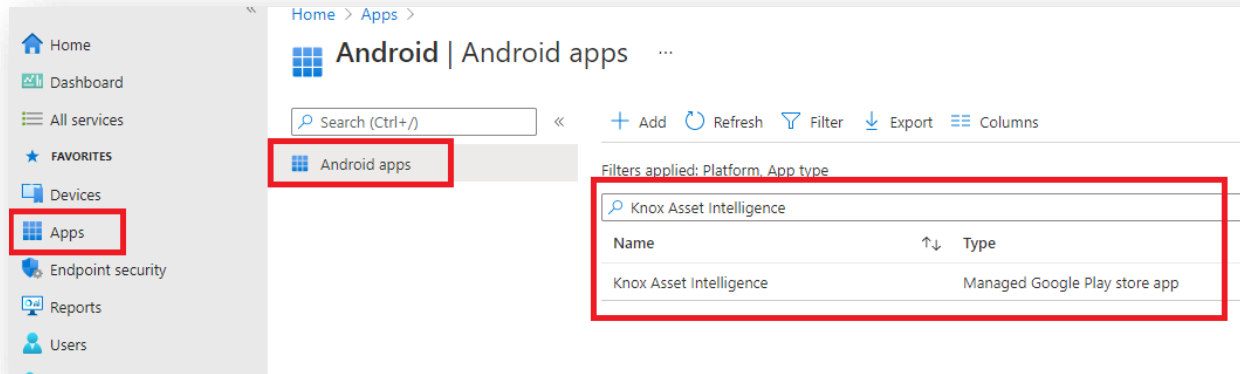 Home > Apps >
Android | Android apps ...
Home
Dashboard
All services
FAVORITES
Devices
Apps
Endpoint security
Reports
Users
Search (Ctrl+/)
Android apps
Add Refresh Filter Export Columns
Filters applied: Platform, App type
Knox Asset Intelligence
Name Type
Knox Asset Intelligence Managed Google Play store app